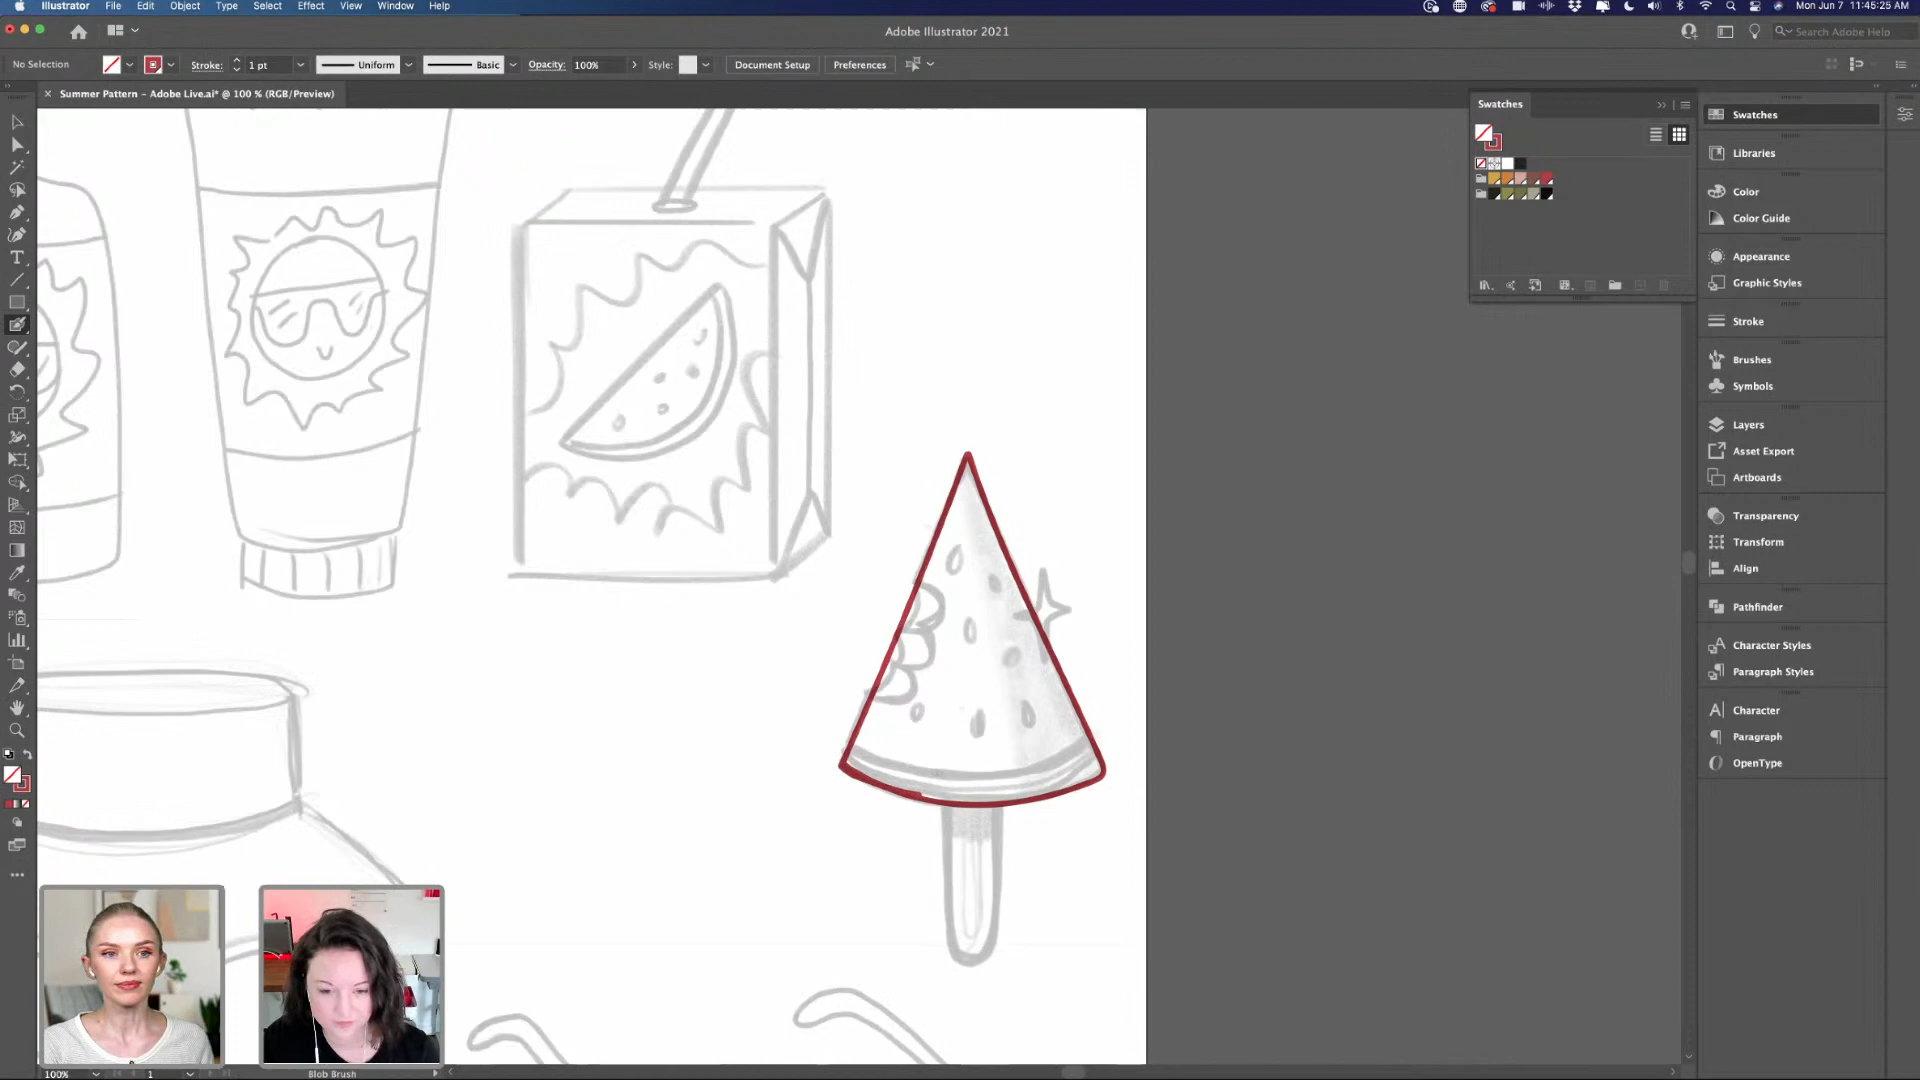 Illustrator File Edit Object Type Select Effect View Window Help
Mon Jun 7 11:45:25 AM
Adobe Illustrator 2021
Search Adobe Help
No Selection
Stroke: 1 pt Uniform Basic Opacity: 100% Style: Document Setup Preferences
Summer Pattern – Adobe Live.ai* @ 100 % (RGB/Preview)
Swatches
Swatches
Libraries
Color
Color Guide
Appearance
Graphic Styles
Stroke
Brushes
Symbols
Layers
Asset Export
Artboards
Transparency
Transform
Align
Pathfinder
Character Styles
Paragraph Styles
Character
Paragraph
OpenType
100% 1 Blob Brush